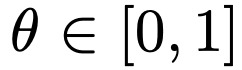 θ ∈ [0, 1]